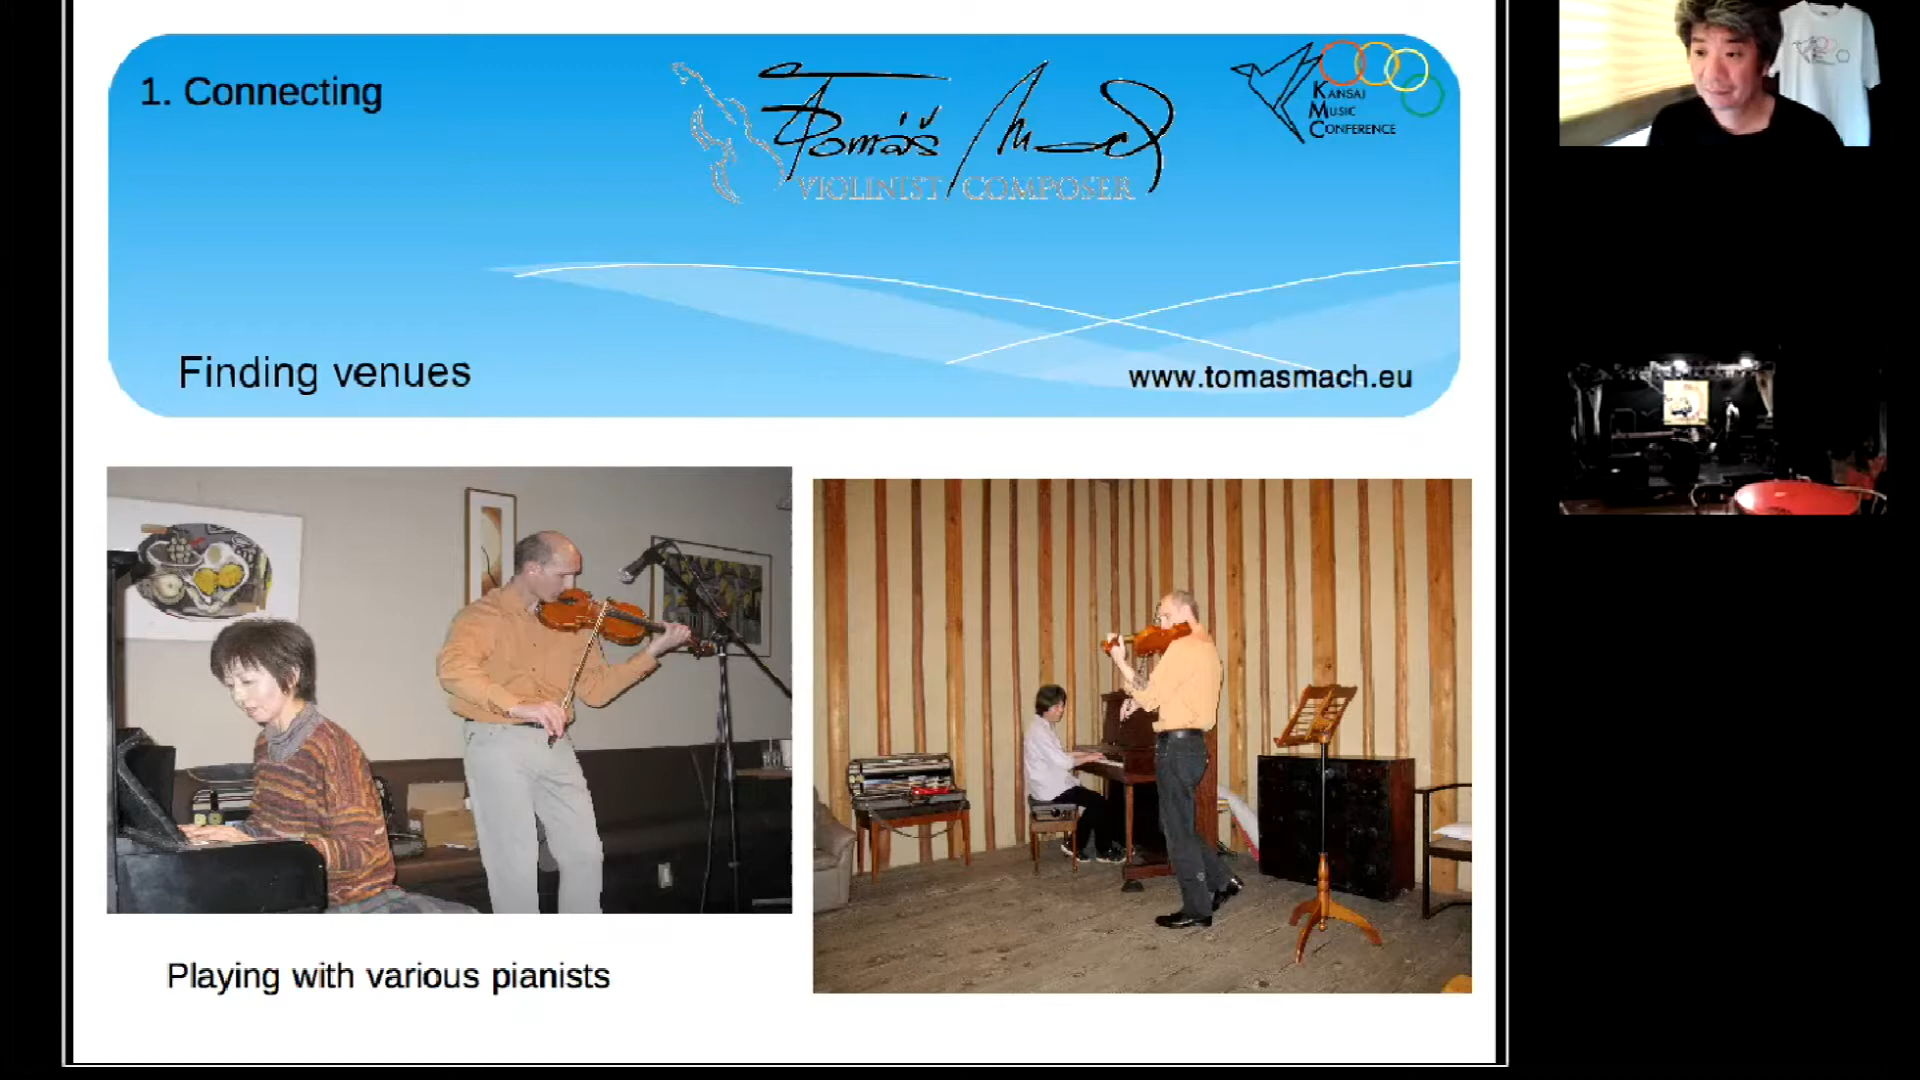 1. Connecting
Tomáš Mach
VIOLINIST COMPOSER
KANSAI
MUSIC
CONFERENCE
Finding venues
www.tomasmach.eu
Playing with various pianists